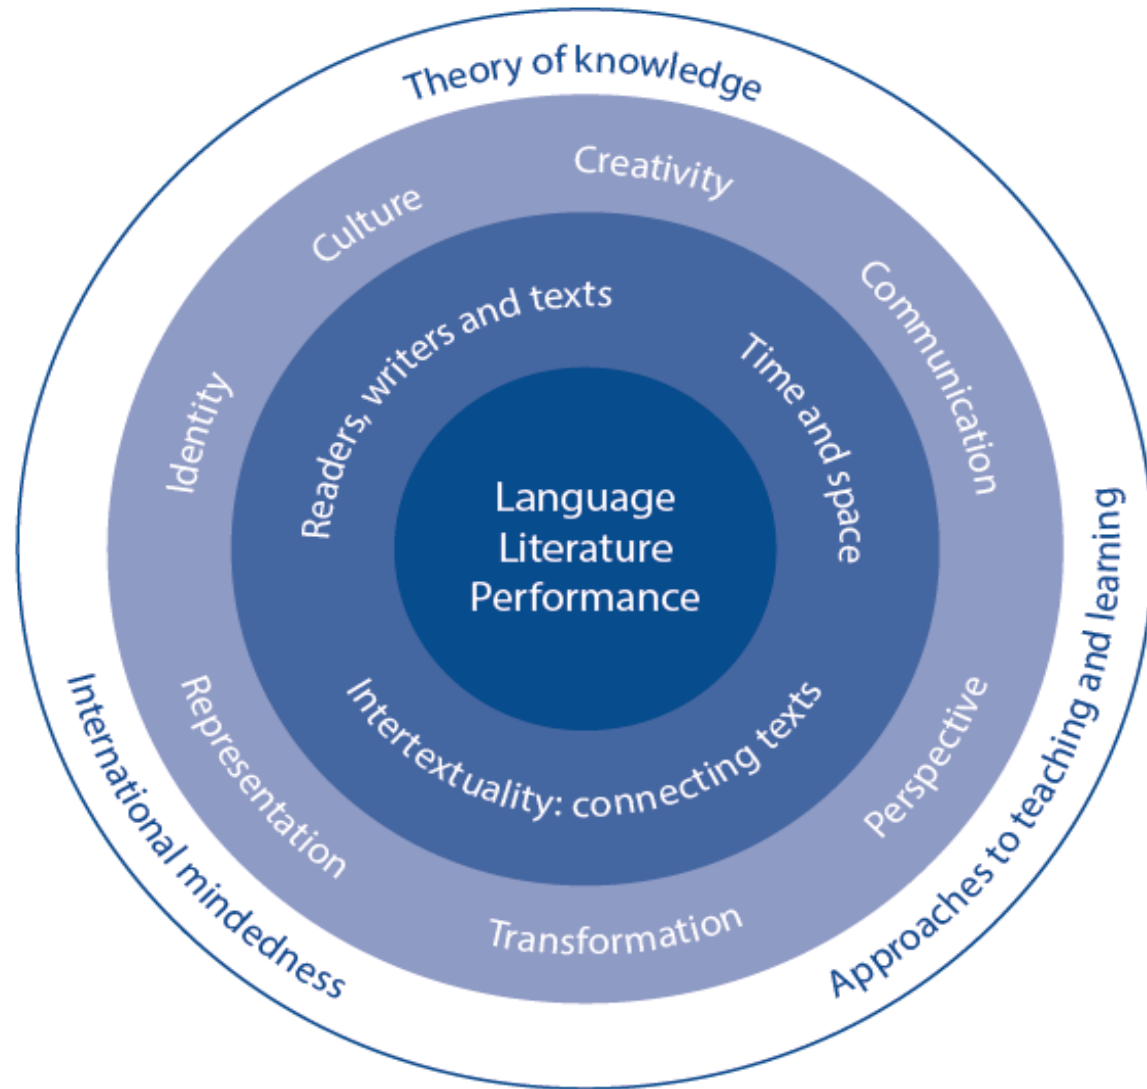 Theory of knowledge
Creativity
Culture
Communication
Readers, writers and texts
Time and space
Identity
Language
Literature
Performance
Approaches to teaching and learning
International mindedness
Representation
Intertextuality: connecting texts
Perspective
Transformation